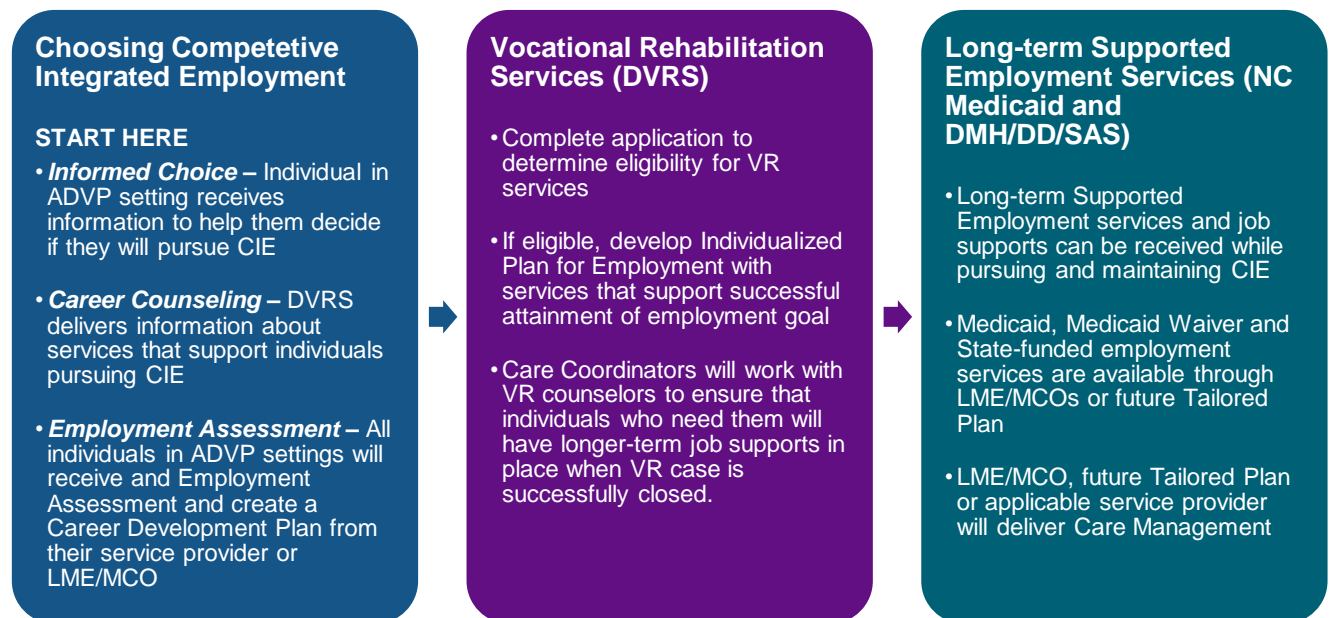 Choosing Competetive
Integrated Employment
START HERE
• Informed Choice – Individual in
ADVP setting receives
information to help them decide
if they will pursue CIE
• Career Counseling – DVRS
delivers information about
services that support individuals
pursuing CIE
• Employment Assessment – All
individuals in ADVP settings will
receive and Employment
Assessment and create a
Career Development Plan from
their service provider or
LME/MCO
Vocational Rehabilitation
Services (DVRS)
• Complete application to
determine eligibility for VR
services
• If eligible, develop Individualized
Plan for Employment with
services that support successful
attainment of employment goal
• Care Coordinators will work with
VR counselors to ensure that
individuals who need them will
have longer-term job supports in
place when VR case is
successfully closed.
Long-term Supported
Employment Services (NC
Medicaid and
DMH/DD/SAS)
• Long-term Supported
Employment services and job
supports can be received while
pursuing and maintaining CIE
• Medicaid, Medicaid Waiver and
State-funded employment
services are available through
LME/MCOs or future Tailored
Plan
• LME/MCO, future Tailored Plan
or applicable service provider
will deliver Care Management